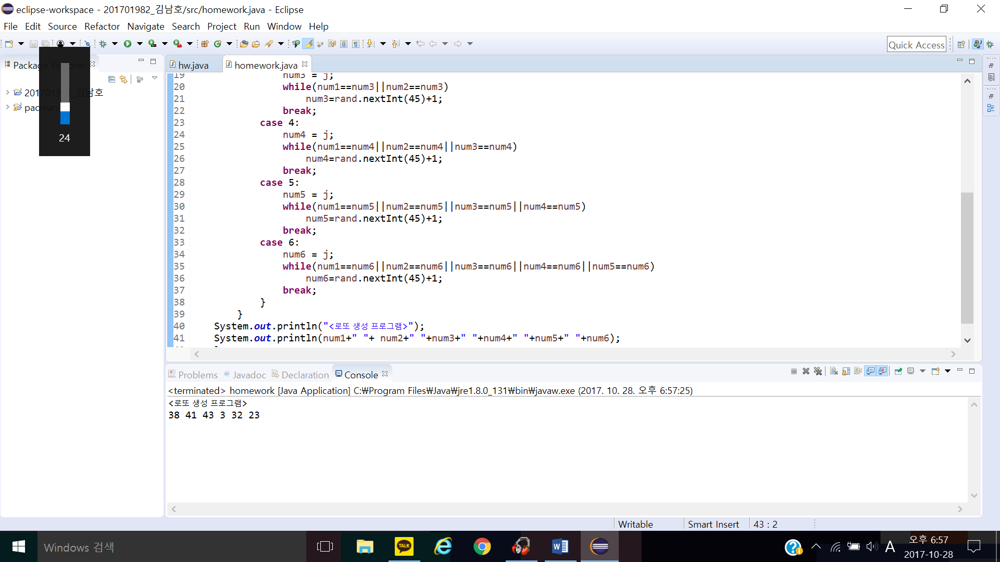 eclipse-workspace - 201701982_김남호/src/homework.java - Eclipse
File Edit Source Refactor Navigate Search Project Run Window Help
Quick Access
Package Explorer
201701982_김남호
pacman
24
hw.java
homework.java
19 num3 = j;
20 while(num1==num3||num2==num3)
21 num3=rand.nextInt(45)+1;
22 break;
23 case 4:
24 num4 = j;
25 while(num1==num4||num2==num4||num3==num4)
26 num4=rand.nextInt(45)+1;
27 break;
28 case 5:
29 num5 = j;
30 while(num1==num5||num2==num5||num3==num5||num4==num5)
31 num5=rand.nextInt(45)+1;
32 break;
33 case 6:
34 num6 = j;
35 while(num1==num6||num2==num6||num3==num6||num4==num6||num5==num6)
36 num6=rand.nextInt(45)+1;
37 break;
38 }
39 }
40 System.out.println("<로또 생성 프로그램>");
41 System.out.println(num1+" "+ num2+" "+num3+" "+num4+" "+num5+" "+num6);
Problems Javadoc Declaration Console
<terminated> homework [Java Application] C:₩Program Files₩Java₩jre1.8.0_131₩bin₩javaw.exe (2017. 10. 28. 오후 6:57:25)
<로또 생성 프로그램>
38 41 43 3 32 23
Writable
Smart Insert
43 : 2
Windows 검색
TALK
A
오후 6:57
2017-10-28